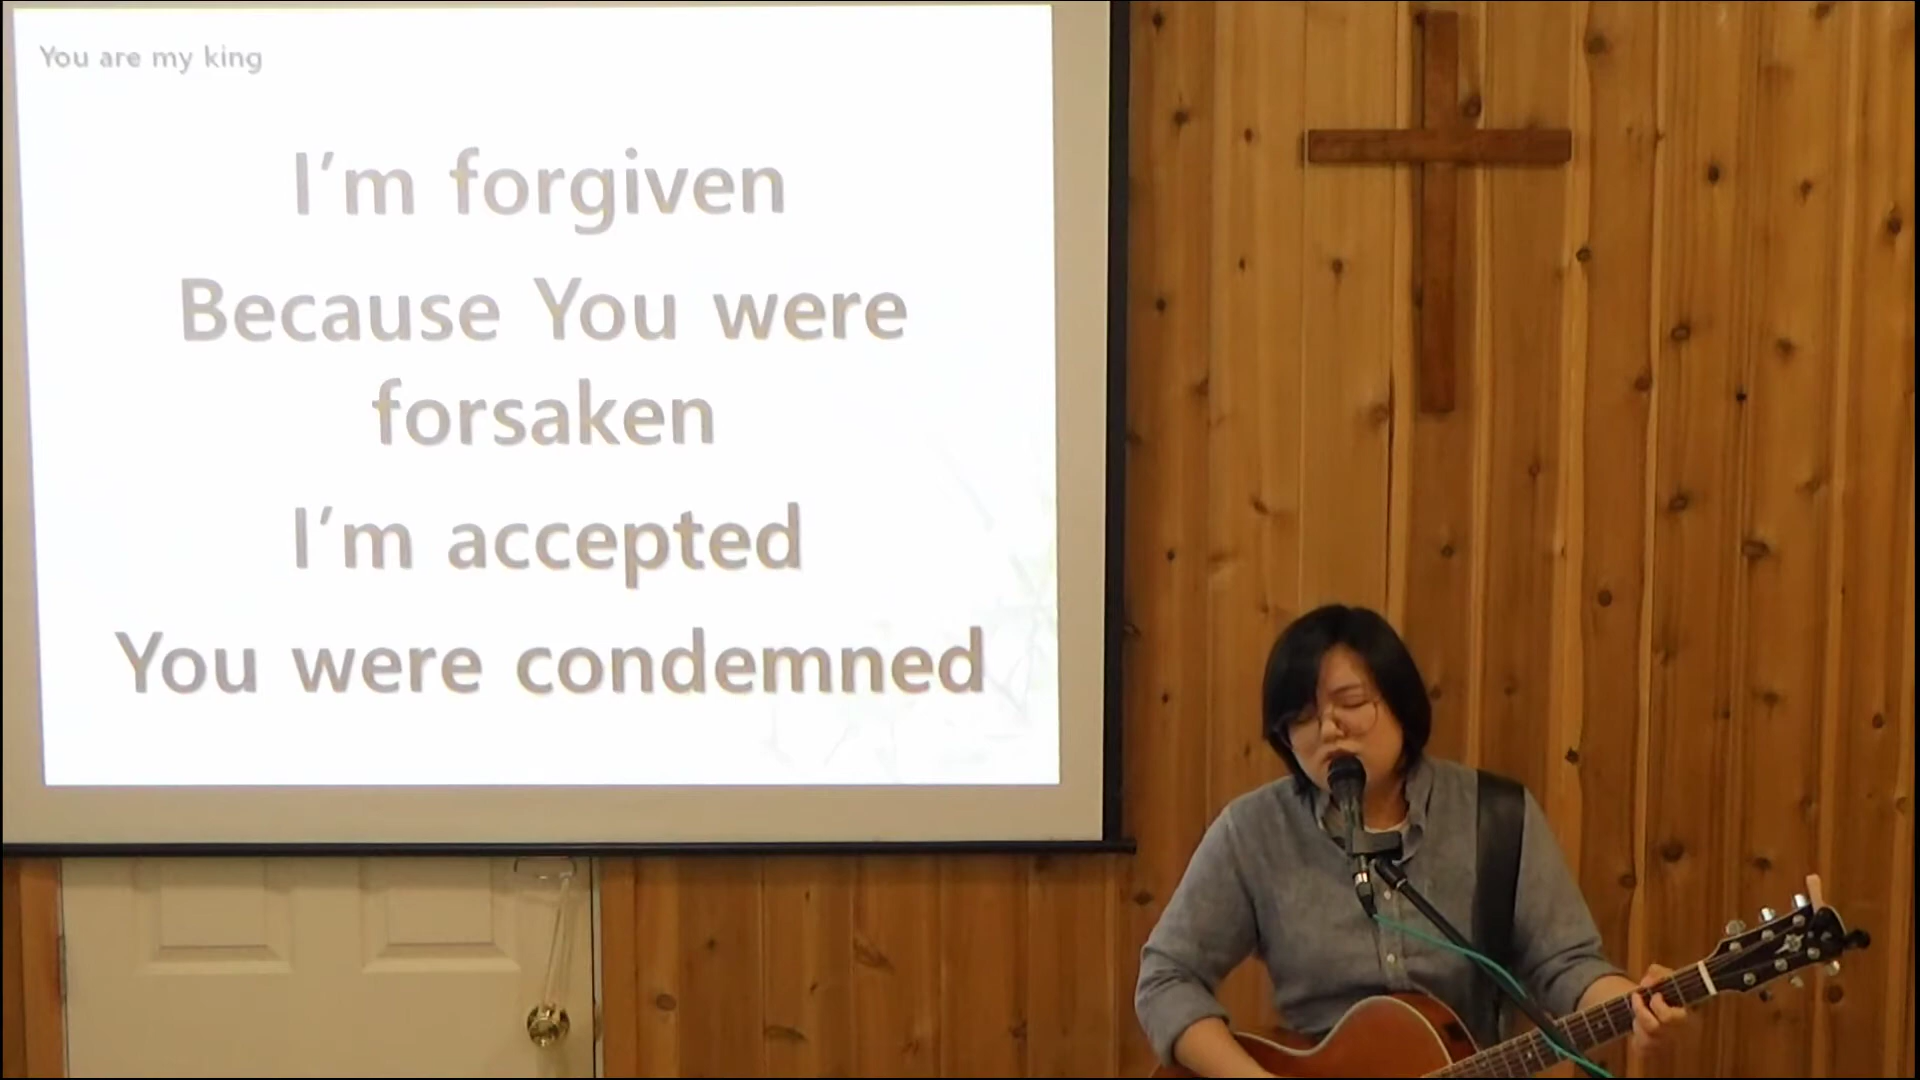 You are my king
I'm forgiven
Because You were
forsaken
I'm accepted
You were condemned